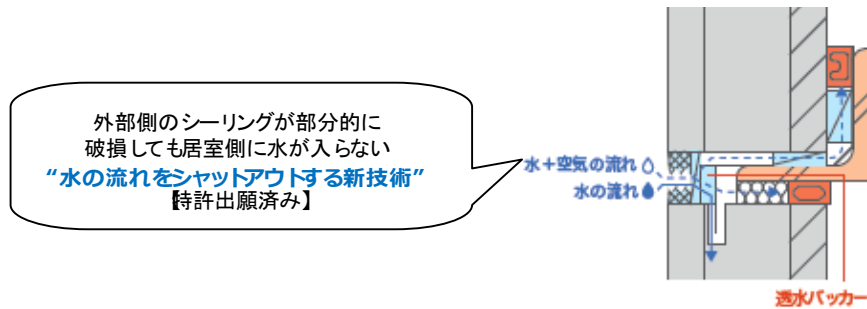 外部側のシーリングが部分的に
破損しても居室側に水が入らない
“水の流れをシャットアウトする新技術”
【特許出願済み】
水＋空気の流れ
水の流れ
透水バッカー